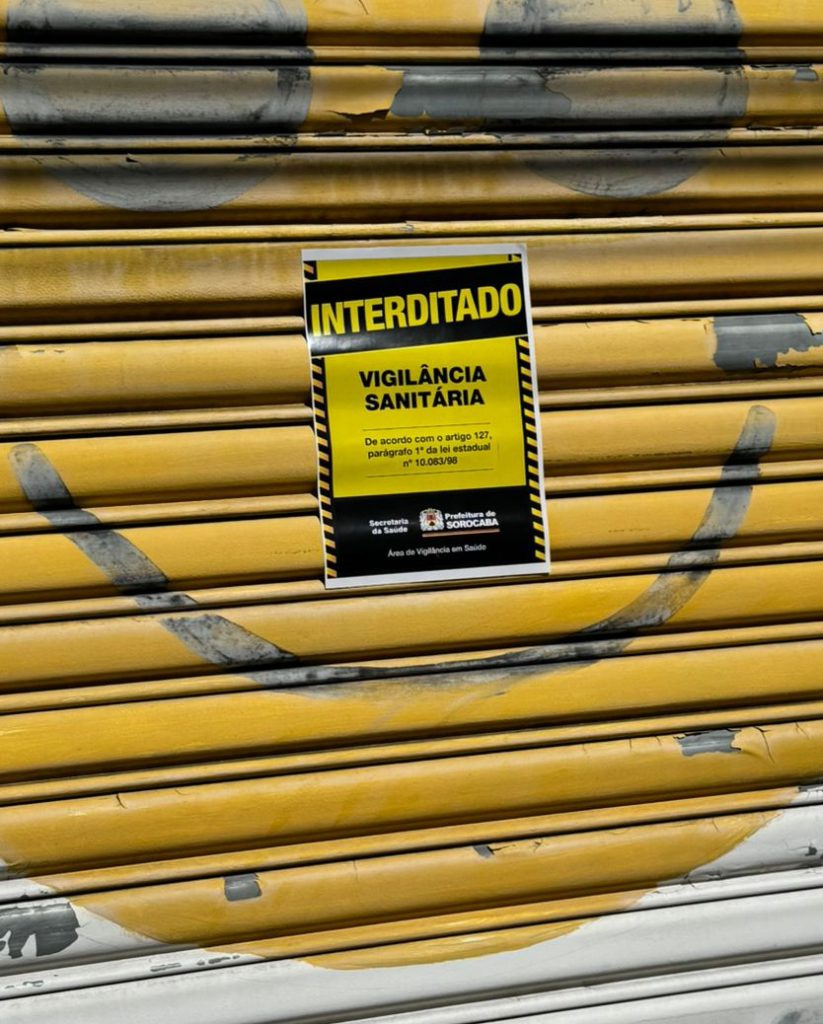 INTERDITADO
VIGILÂNCIA
SANITÁRIA
De acordo com o artigo 127,
parágrafo 1º da lei estadual
nº 10.083/98
Secretaria
da Saúde
Prefeitura de
SOROCABA
Área de Vigilância em Saúde